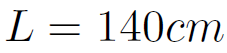 L = 140cm